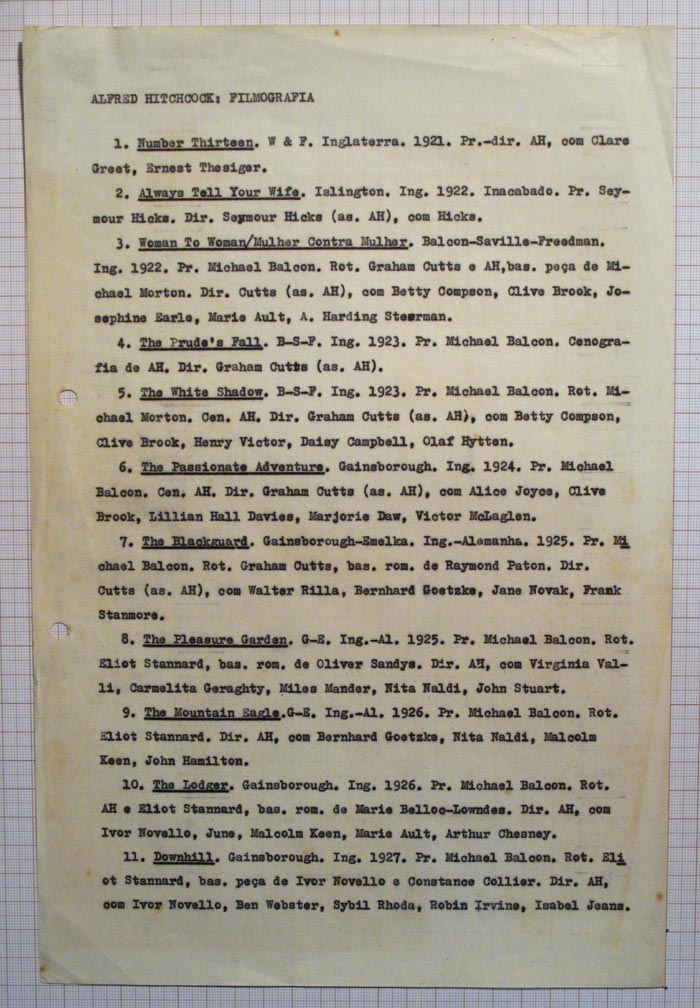 ALFRED HITCHCOCK: FILMOGRAFIA
1. Number Thirteen. W & F. Inglaterra. 1921. Pr.-dir. AH, com Clare
Greet, Ernest Thesiger.
2. Always Tell Your Wife. Islington. Ing. 1922. Inacabado. Pr. Sey-
mour Hicks. Dir. Seymour Hicks (as. AH), com Hicks.
3. Woman To Woman/Mulher Contra Mulher. Balcon-Saville-Freedman.
Ing. 1922. Pr. Michael Balcon. Rot. Graham Cutts e AH,bas. peça de Mi-
chael Morton. Dir. Cutts (as. AH), com Betty Compson, Clive Brook, Jo-
sephine Earle, Marie Ault, A. Harding Steerman.
4. The Prude's Fall. B-S-F. Ing. 1923. Pr. Michael Balcon. Cenogra-
fia de AH. Dir. Graham Cutts (as. AH).
5. The White Shadow. B-S-F. Ing. 1923. Pr. Michael Balcon. Rot. Mi-
chael Morton. Cen. AH. Dir. Graham Cutts (as. AH), com Betty Compson,
Clive Brook, Henry Victor, Daisy Campbell, Olaf Hytten.
6. The Passionate Adventure. Gainsborough. Ing. 1924. Pr. Michael
Balcon. Cen. AH. Dir. Graham Cutts (as. AH), com Alice Joyce, Clive
Brook, Lillian Hall Davies, Marjorie Daw, Victor McLaglen.
7. The Blackguard. Gainsborough-Emelka. Ing.-Alemanha. 1925. Pr. Mi
chael Balcon. Rot. Graham Cutts, bas. rom. de Raymond Paton. Dir.
Cutts (as. AH), com Walter Rilla, Bernhard Goetzke, Jane Novak, Frank
Stanmore.
8. The Pleasure Garden. G-E. Ing.-Al. 1925. Pr. Michael Balcon. Rot.
Eliot Stannard, bas. rom. de Oliver Sandys. Dir. AH, com Virginia Val-
li, Carmelita Geraghty, Miles Mander, Nita Naldi, John Stuart.
9. The Mountain Eagle.G-E. Ing.-Al. 1926. Pr. Michael Balcon. Rot.
Eliot Stannard. Dir. AH, com Bernhard Goetzke, Nita Naldi, Malcolm
Keen, John Hamilton.
10. The Lodger. Gainsborough. Ing. 1926. Pr. Michael Balcon. Rot.
AH e Eliot Stannard, bas. rom. de Marie Belloc-Lowndes. Dir. AH, com
Ivor Novello, June, Malcolm Keen, Marie Ault, Arthur Chesney.
11. Downhill. Gainsborough. Ing. 1927. Pr. Michael Balcon. Rot. Eli
ot Stannard, bas. peça de Ivor Novello e Constance Collier. Dir. AH,
com Ivor Novello, Ben Webster, Sybil Rhoda, Robin Irvine, Isabel Jeans.